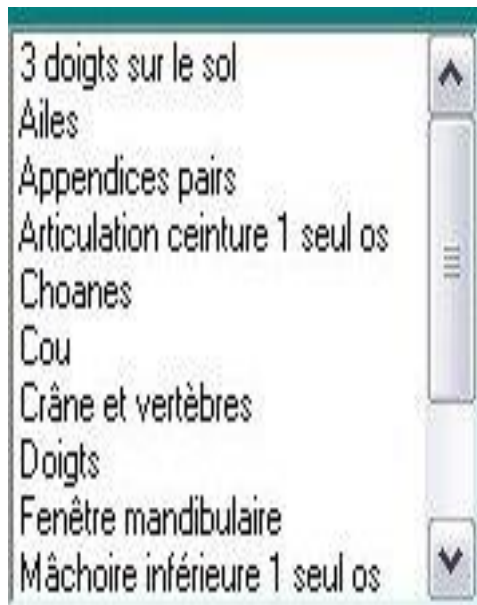 3 doigts sur le sol
Ailes
Appendices pairs
Articulation ceinture 1 seul os
Choanes
Cou
Crâne et vertèbres
Doigts
Fenêtre mandibulaire
Mâchoire inférieure 1 seul os